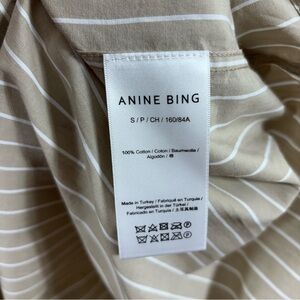 ANINE BING
S / P / CH / 160/84A
100% Cotton / Coton / Baumwolle /
Algodón / 棉
Made in Turkey / Fabriqué en Turquie /
Hergestellt in der Türkei /
Fabricado en Turquía / 土耳其制造